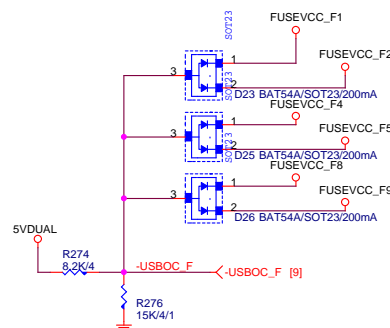 SOT23
FUSEVCC_F1
FUSEVCC_F2
1
3
2
D23 BAT54A/SOT23/200mA
SOT23
FUSEVCC_F4
FUSEVCC_F5
1
3
2
D25 BAT54A/SOT23/200mA
SOT23
FUSEVCC_F8
FUSEVCC_F9
1
3
2
D26 BAT54A/SOT23/200mA
5VDUAL
R274
8.2K/4
-USBOC_F
-USBOC_F [9]
R276
15K/4/1